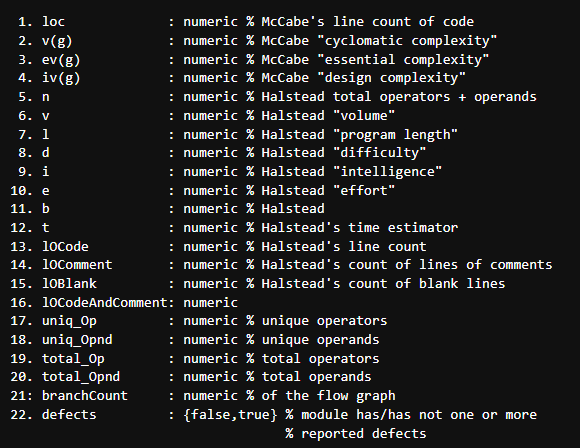 1. loc : numeric % McCabe's line count of code
2. v(g) : numeric % McCabe "cyclomatic complexity"
3. ev(g) : numeric % McCabe "essential complexity"
4. iv(g) : numeric % McCabe "design complexity"
5. n : numeric % Halstead total operators + operands
6. v : numeric % Halstead "volume"
7. l : numeric % Halstead "program length"
8. d : numeric % Halstead "difficulty"
9. i : numeric % Halstead "intelligence"
10. e : numeric % Halstead "effort"
11. b : numeric % Halstead
12. t : numeric % Halstead's time estimator
13. lOCode : numeric % Halstead's line count
14. lOComment : numeric % Halstead's count of lines of comments
15. lOBlank : numeric % Halstead's count of blank lines
16. lOCodeAndComment: numeric
17. uniq_Op : numeric % unique operators
18. uniq_Opnd : numeric % unique operands
19. total_Op : numeric % total operators
20. total_Opnd : numeric % total operands
21: branchCount : numeric % of the flow graph
22. defects : {false,true} % module has/has not one or more
% reported defects